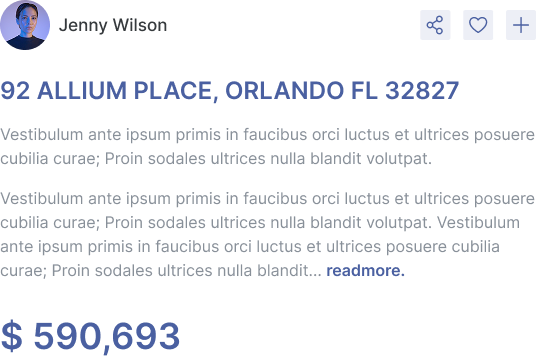 Jenny Wilson
92 ALLIUM PLACE, ORLANDO FL 32827
Vestibulum ante ipsum primis in faucibus orci luctus et ultrices posuere
cubilia curae; Proin sodales ultrices nulla blandit volutpat.
Vestibulum ante ipsum primis in faucibus orci luctus et ultrices posuere
cubilia curae; Proin sodales ultrices nulla blandit volutpat. Vestibulum
ante ipsum primis in faucibus orci luctus et ultrices posuere cubilia
curae; Proin sodales ultrices nulla blandit... readmore.
$ 590,693